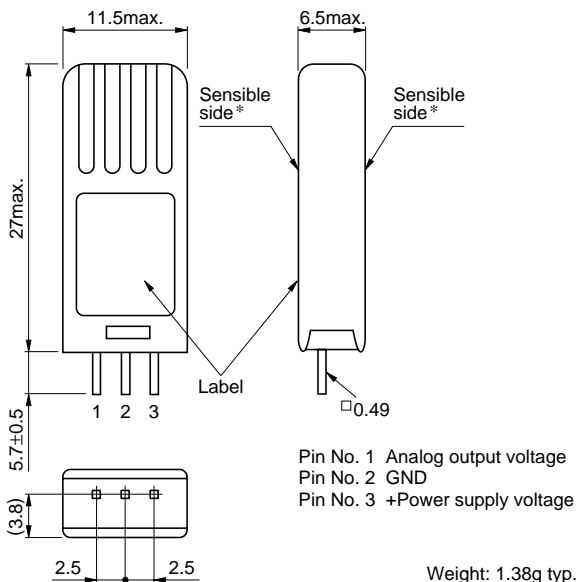 11.5max.
6.5max.
Sensible
side*
Sensible
side*
27max.
Label
1 2 3
5.7±0.5
□0.49
Pin No. 1 Analog output voltage
Pin No. 2 GND
Pin No. 3 +Power supply voltage
(3.8)
2.5 2.5
Weight: 1.38g typ.